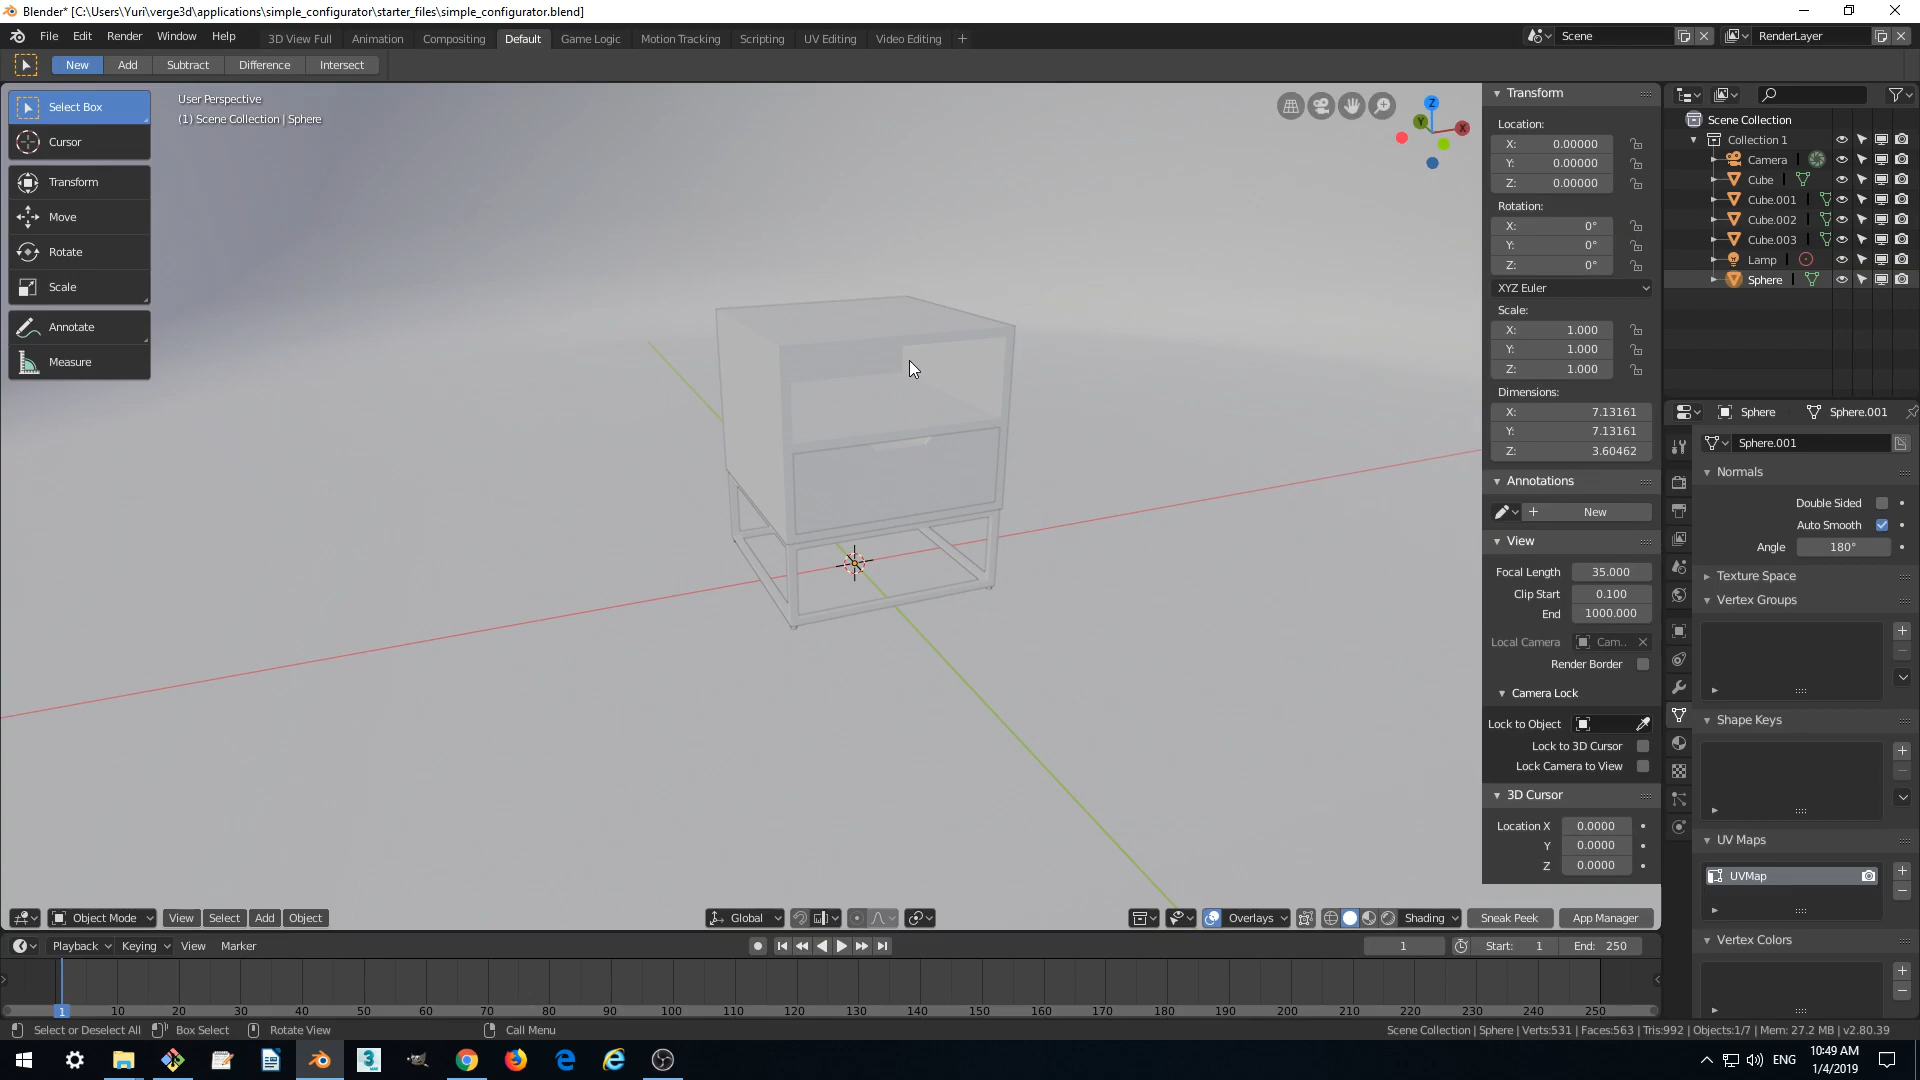 Blender* [C:\Users\Yuri\verge3d\applications\simple_configurator\starter_files\simple_configurator.blend]
File Edit Render Window Help
3D View Full Animation Compositing Default Game Logic Motion Tracking Scripting UV Editing Video Editing +
Scene RenderLayer
New Add Subtract Difference Intersect
Select Box
Cursor
Transform
Move
Rotate
Scale
Annotate
Measure
User Perspective
(1) Scene Collection | Sphere
Z
Y
X
Transform
Location:
X: 0.00000
Y: 0.00000
Z: 0.00000
Rotation:
X: 0°
Y: 0°
Z: 0°
XYZ Euler
Scale:
X: 1.000
Y: 1.000
Z: 1.000
Dimensions:
X: 7.13161
Y: 7.13161
Z: 3.60462
Annotations
+ New
View
Focal Length 35.000
Clip Start 0.100
End 1000.000
Local Camera Cam..
Render Border
Camera Lock
Lock to Object
Lock to 3D Cursor
Lock Camera to View
3D Cursor
Location X 0.0000
Y 0.0000
Z 0.0000
Scene Collection
Collection 1
Camera
Cube
Cube.001
Cube.002
Cube.003
Lamp
Sphere
Sphere Sphere.001
Sphere.001
Normals
Double Sided
Auto Smooth
Angle 180°
Texture Space
Vertex Groups
Shape Keys
UV Maps
UVMap
Vertex Colors
Object Mode View Select Add Object
Global
Overlays Shading Sneak Peek App Manager
Playback Keying View Marker
1 Start: 1 End: 250
1 10 20 30 40 50 60 70 80 90 100 110 120 130 140 150 160 170 180 190 200 210 220 230 240 250
Select or Deselect All Box Select Rotate View Call Menu
Scene Collection | Sphere | Verts:531 | Faces:563 | Tris:992 | Objects:1/7 | Mem: 27.2 MB | v2.80.39
ENG
10:49 AM
1/4/2019